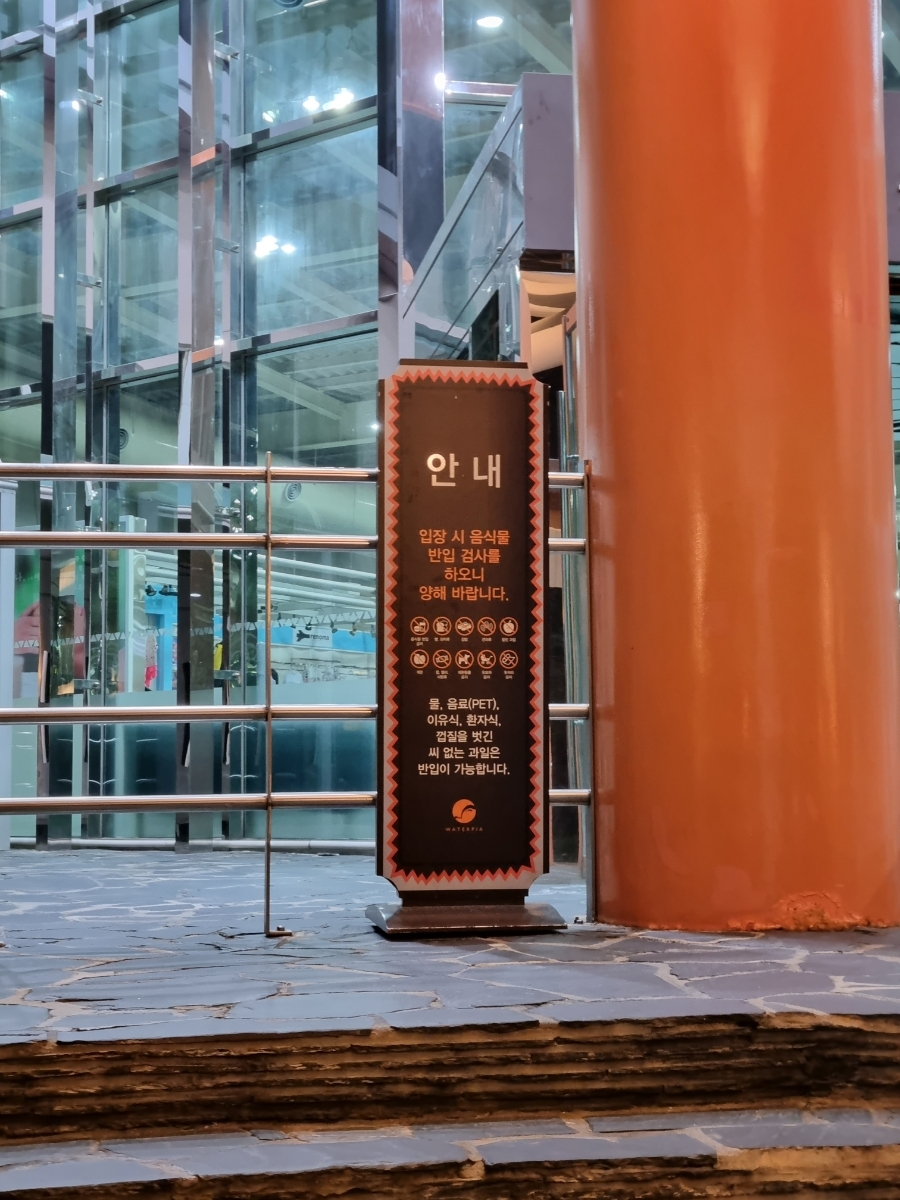 안 내
입장 시 음식물
반입 검사를
하오니
양해 바랍니다.
물, 음료(PET),
이유식, 환자식,
껍질을 벗긴
씨 없는 과일은
반입이 가능합니다.
WATERPIA